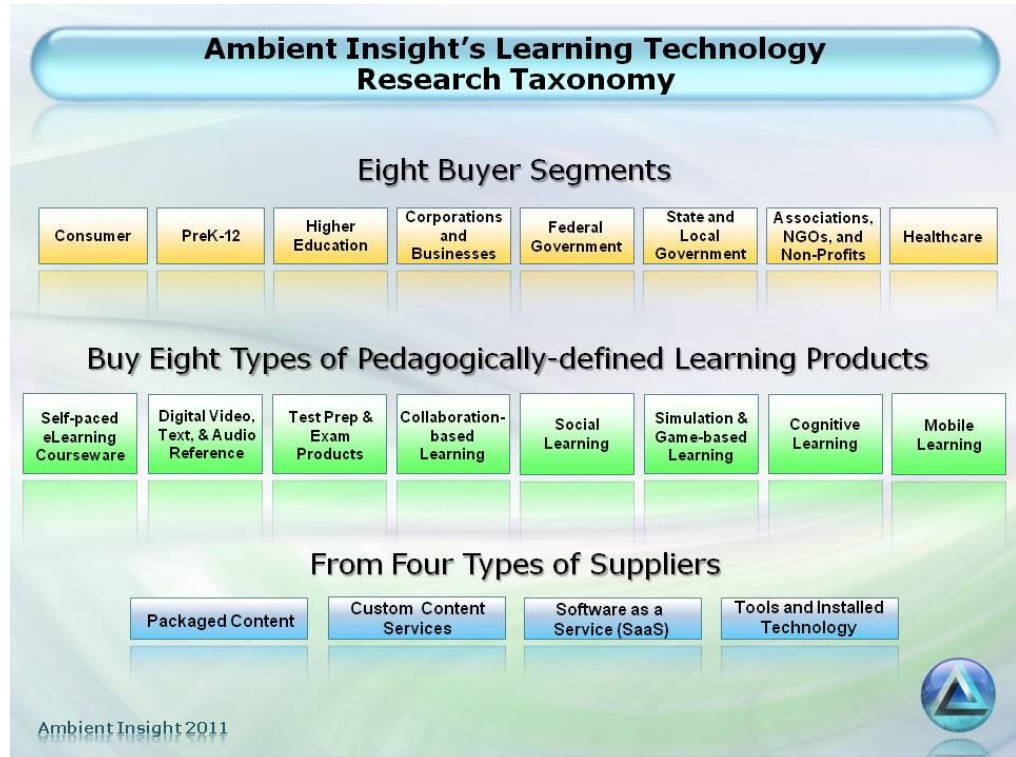 Ambient Insight's Learning Technology
Research Taxonomy
Eight Buyer Segments
Consumer
PreK-12
Higher
Education
Corporations
and
Businesses
Federal
Government
State and
Local
Government
Associations,
NGOs, and
Non-Profits
Healthcare
Buy Eight Types of Pedagogically-defined Learning Products
Self-paced
eLearning
Courseware
Digital Video,
Text, & Audio
Reference
Test Prep &
Exam
Products
Collaboration-
based
Learning
Social
Learning
Simulation &
Game-based
Learning
Cognitive
Learning
Mobile
Learning
From Four Types of Suppliers
Packaged Content
Custom Content
Services
Software as a
Service (SaaS)
Tools and Installed
Technology
Ambient Insight 2011